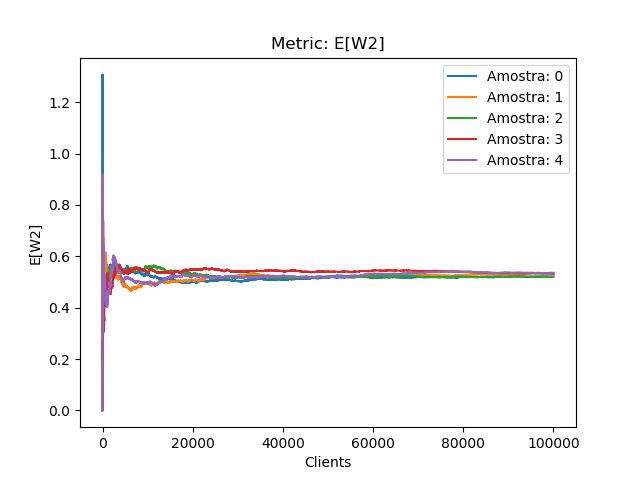 Metric: E[W2]
Amostra: 0
Amostra: 1
Amostra: 2
Amostra: 3
Amostra: 4
E[W2]
1.2
1.0
0.8
0.6
0.4
0.2
0.0
0 20000 40000 60000 80000 100000
Clients